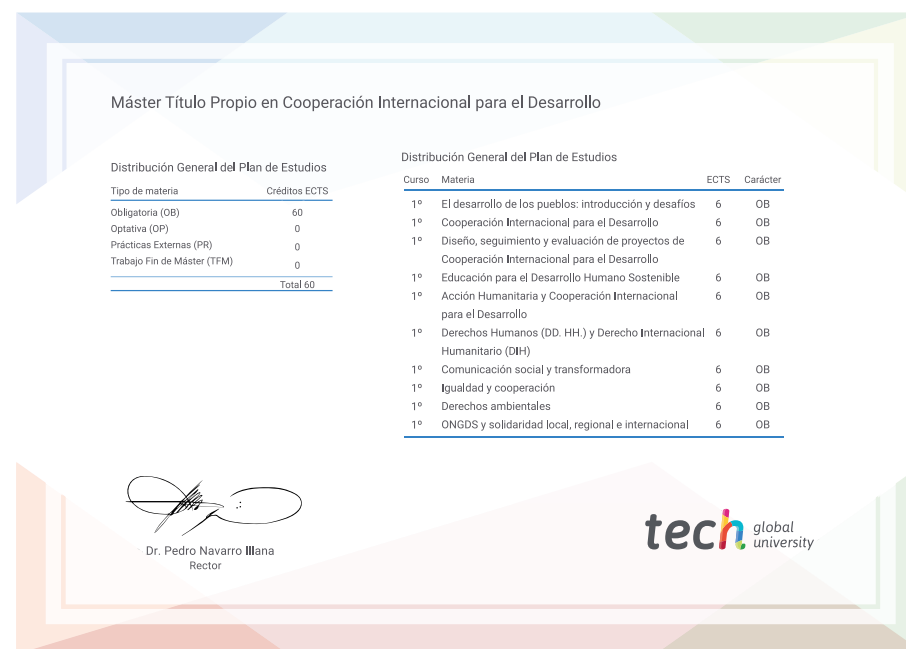 Máster Título Propio en Cooperación Internacional para el Desarrollo
Distribución General del Plan de Estudios
Tipo de materia Créditos ECTS
Obligatoria (OB) 60
Optativa (OP) 0
Prácticas Externas (PR) 0
Trabajo Fin de Máster (TFM) 0
Total 60
Distribución General del Plan de Estudios
Curso Materia ECTS Carácter
1º El desarrollo de los pueblos: introducción y desafíos 6 OB
1º Cooperación Internacional para el Desarrollo 6 OB
1º Diseño, seguimiento y evaluación de proyectos de 6 OB
Cooperación Internacional para el Desarrollo
1º Educación para el Desarrollo Humano Sostenible 6 OB
1º Acción Humanitaria y Cooperación Internacional 6 OB
para el Desarrollo
1º Derechos Humanos (DD. HH.) y Derecho Internacional 6 OB
Humanitario (DIH)
1º Comunicación social y transformadora 6 OB
1º Igualdad y cooperación 6 OB
1º Derechos ambientales 6 OB
1º ONGDS y solidaridad local, regional e internacional 6 OB
Dr. Pedro Navarro Illana
Rector
tech global
university